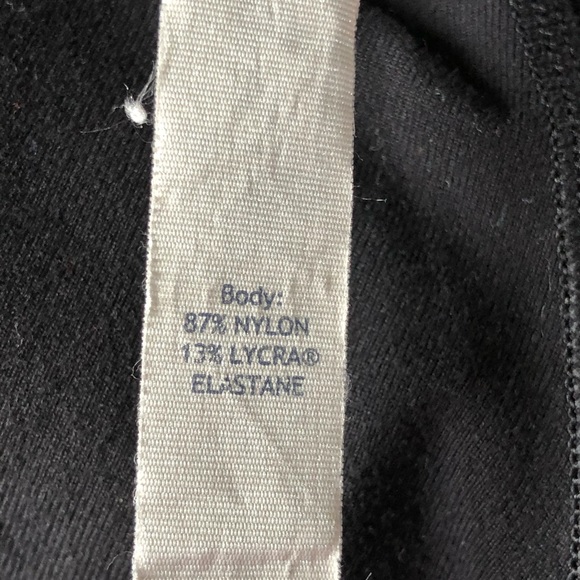 Body:
87% NYLON
13% LYCRA®
ELASTANE